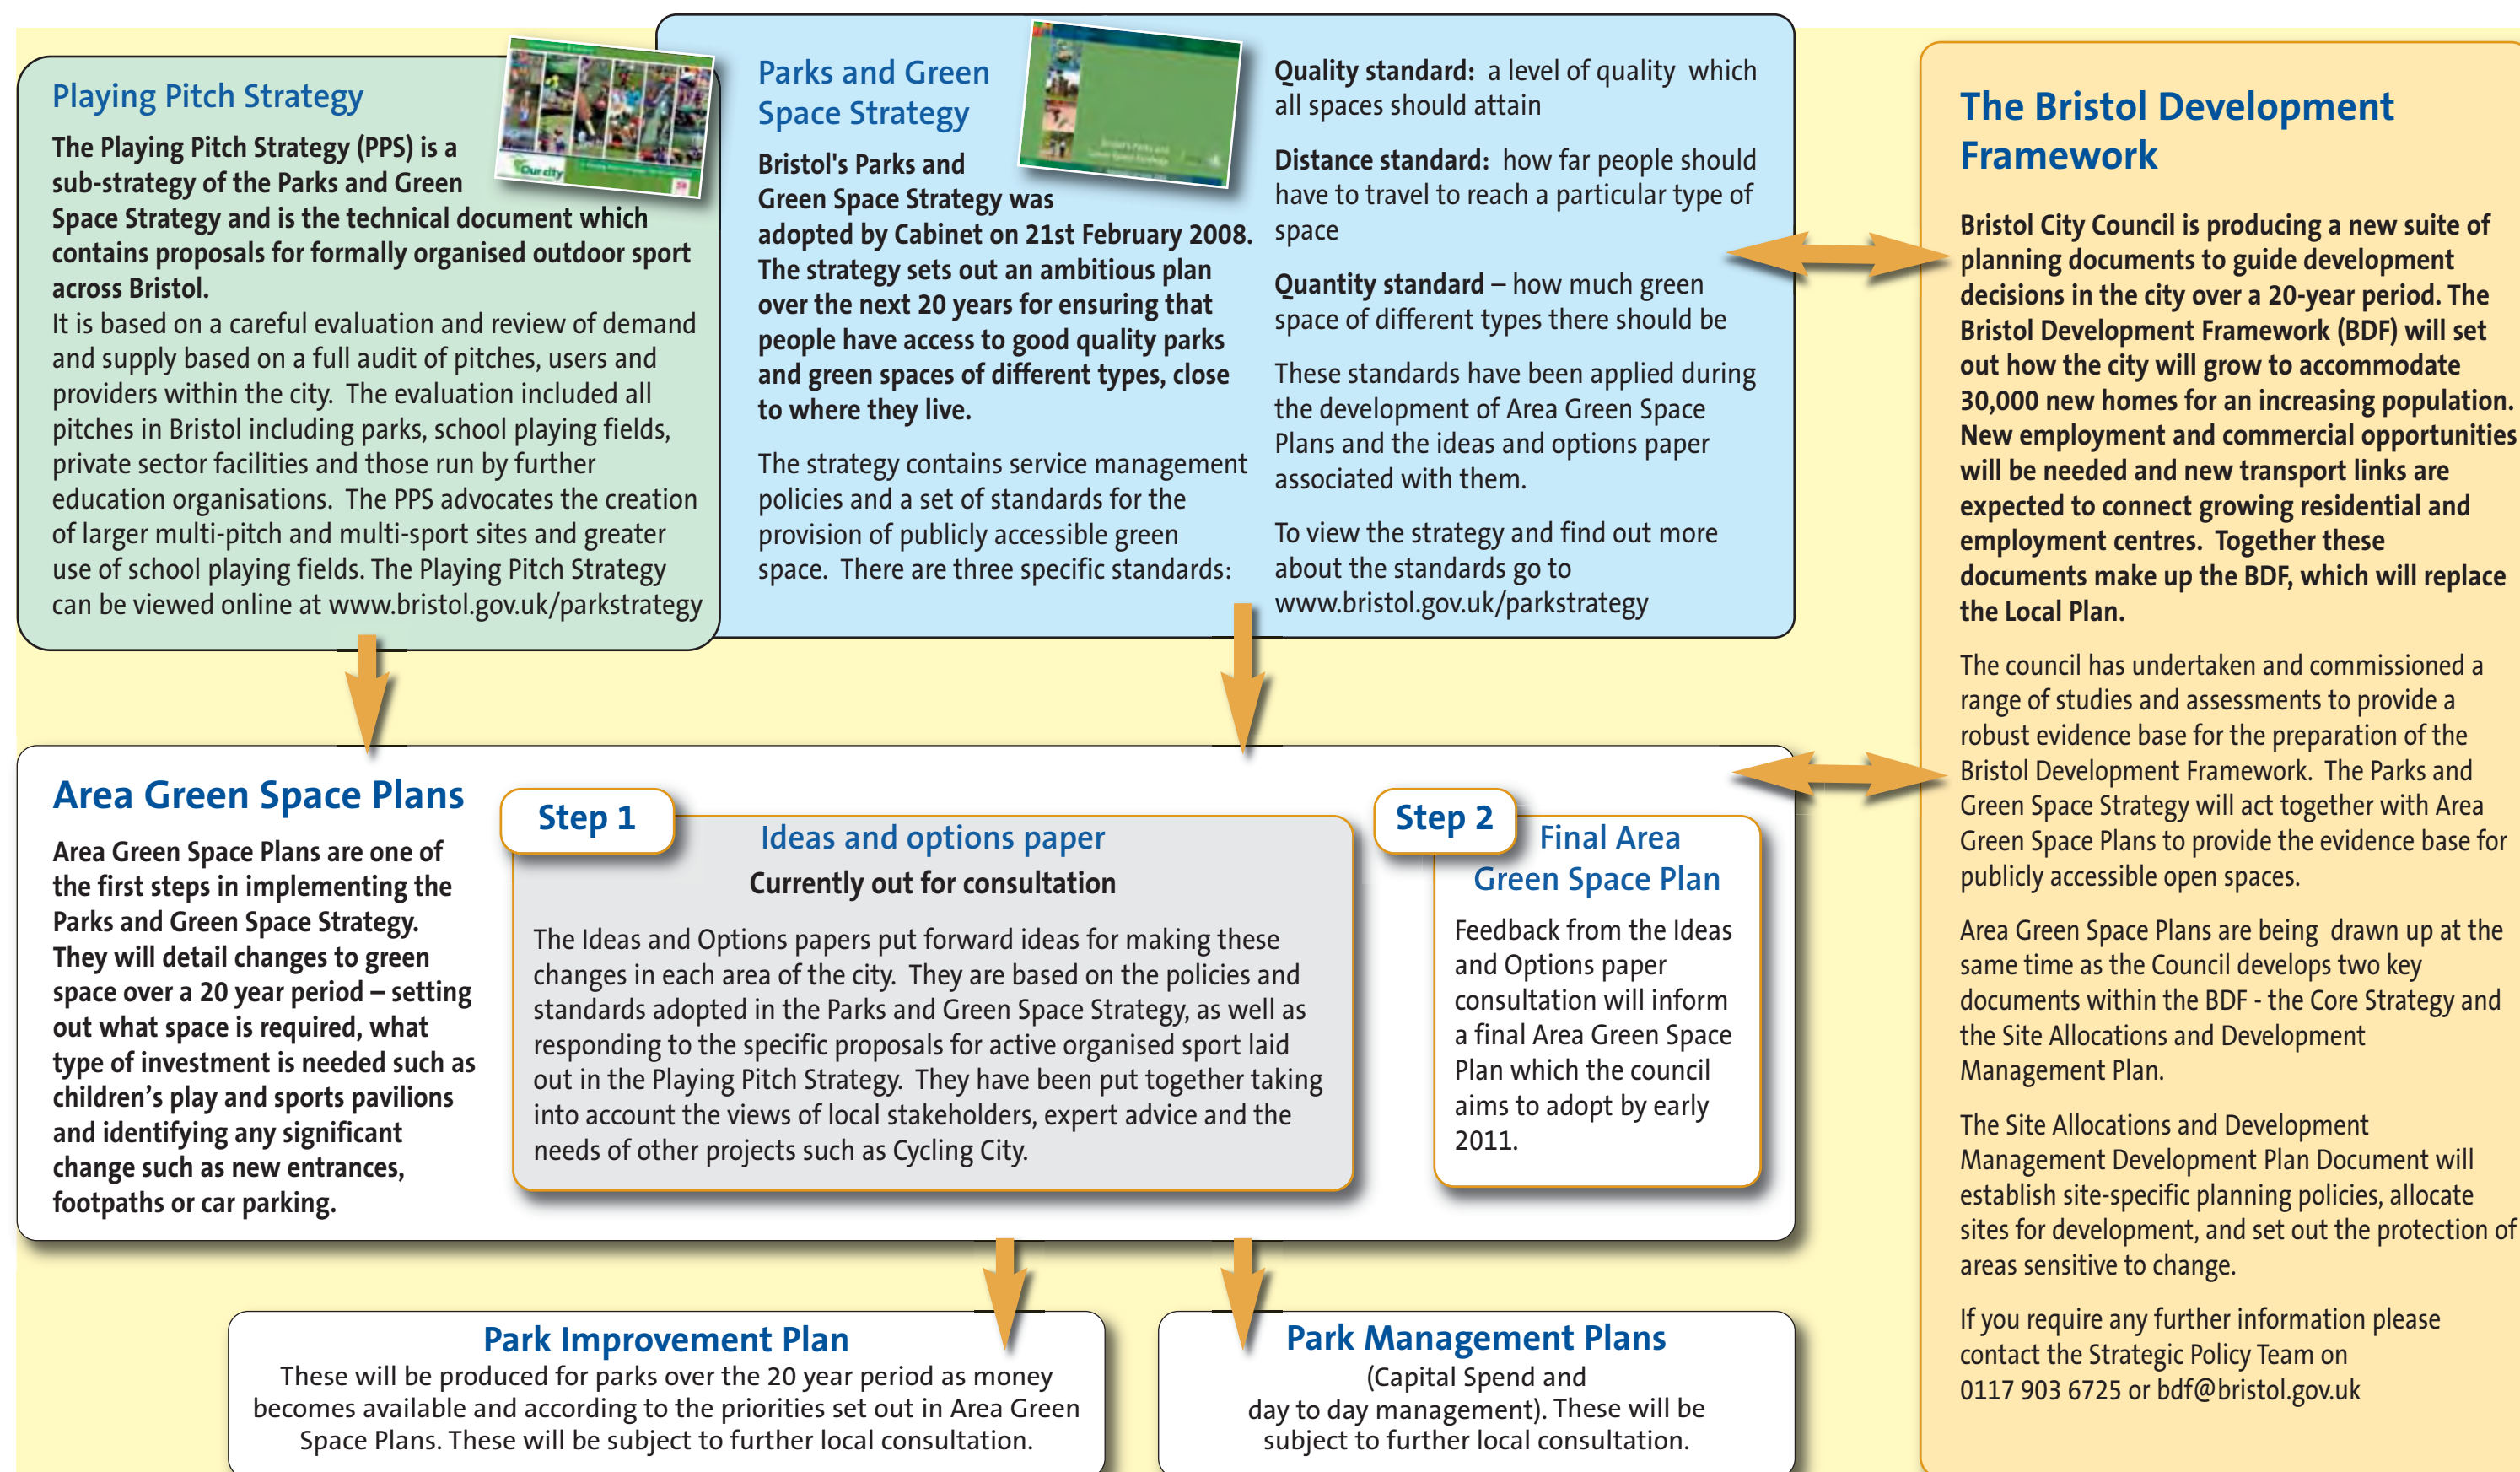 Playing Pitch Strategy
The Playing Pitch Strategy (PPS) is a
sub-strategy of the Parks and Green
Space Strategy and is the technical document which
contains proposals for formally organised outdoor sport
across Bristol.
It is based on a careful evaluation and review of demand
and supply based on a full audit of pitches, users and
providers within the city. The evaluation included all
pitches in Bristol including parks, school playing fields,
private sector facilities and those run by further
education organisations. The PPS advocates the creation
of larger multi-pitch and multi-sport sites and greater
use of school playing fields. The Playing Pitch Strategy
can be viewed online at www.bristol.gov.uk/parkstrategy
Our city
Parks and Green
Space Strategy
Bristol's Parks and
Green Space Strategy was
adopted by Cabinet on 21st February 2008.
The strategy sets out an ambitious plan
over the next 20 years for ensuring that
people have access to good quality parks
and green spaces of different types, close
to where they live.
The strategy contains service management
policies and a set of standards for the
provision of publicly accessible green
space. There are three specific standards:
Quality standard: a level of quality which
all spaces should attain
Distance standard: how far people should
have to travel to reach a particular type of
space
Quantity standard – how much green
space of different types there should be
These standards have been applied during
the development of Area Green Space
Plans and the ideas and options paper
associated with them.
To view the strategy and find out more
about the standards go to
www.bristol.gov.uk/parkstrategy
The Bristol Development
Framework
Bristol City Council is producing a new suite of
planning documents to guide development
decisions in the city over a 20-year period. The
Bristol Development Framework (BDF) will set
out how the city will grow to accommodate
30,000 new homes for an increasing population.
New employment and commercial opportunities
will be needed and new transport links are
expected to connect growing residential and
employment centres. Together these
documents make up the BDF, which will replace
the Local Plan.
The council has undertaken and commissioned a
range of studies and assessments to provide a
robust evidence base for the preparation of the
Bristol Development Framework. The Parks and
Green Space Strategy will act together with Area
Green Space Plans to provide the evidence base for
publicly accessible open spaces.
Area Green Space Plans are being drawn up at the
same time as the Council develops two key
documents within the BDF - the Core Strategy and
the Site Allocations and Development
Management Plan.
The Site Allocations and Development
Management Development Plan Document will
establish site-specific planning policies, allocate
sites for development, and set out the protection of
areas sensitive to change.
If you require any further information please
contact the Strategic Policy Team on
0117 903 6725 or bdf@bristol.gov.uk
Area Green Space Plans
Area Green Space Plans are one of
the first steps in implementing the
Parks and Green Space Strategy.
They will detail changes to green
space over a 20 year period – setting
out what space is required, what
type of investment is needed such as
children's play and sports pavilions
and identifying any significant
change such as new entrances,
footpaths or car parking.
Step 1
Ideas and options paper
Currently out for consultation
The Ideas and Options papers put forward ideas for making these
changes in each area of the city. They are based on the policies and
standards adopted in the Parks and Green Space Strategy, as well as
responding to the specific proposals for active organised sport laid
out in the Playing Pitch Strategy. They have been put together taking
into account the views of local stakeholders, expert advice and the
needs of other projects such as Cycling City.
Step 2
Final Area
Green Space Plan
Feedback from the Ideas
and Options paper
consultation will inform
a final Area Green Space
Plan which the council
aims to adopt by early
2011.
Park Improvement Plan
These will be produced for parks over the 20 year period as money
becomes available and according to the priorities set out in Area Green
Space Plans. These will be subject to further local consultation.
Park Management Plans
(Capital Spend and
day to day management). These will be
subject to further local consultation.